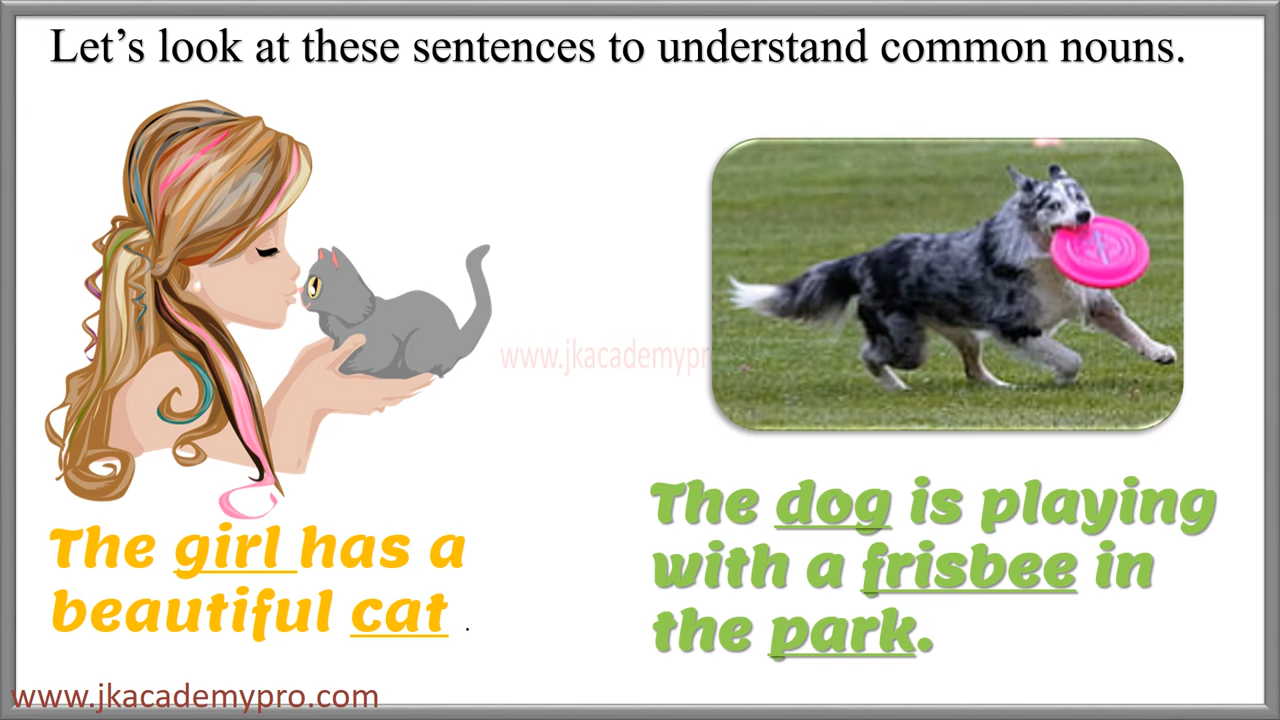 Let's look at these sentences to understand common nouns.
www.jkacademypr
The girl has a
beautiful cat .
The dog is playing
with a frisbee in
the park.
www.jkacademypro.com